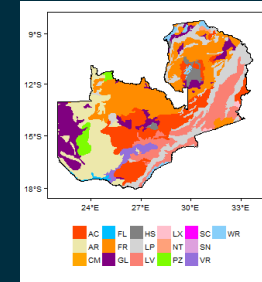 9°S
12°S
15°S
18°S
24°E 27°E 30°E 33°E
AC FL HS LX SC WR
AR FR LP NT SN
CM GL LV PZ VR